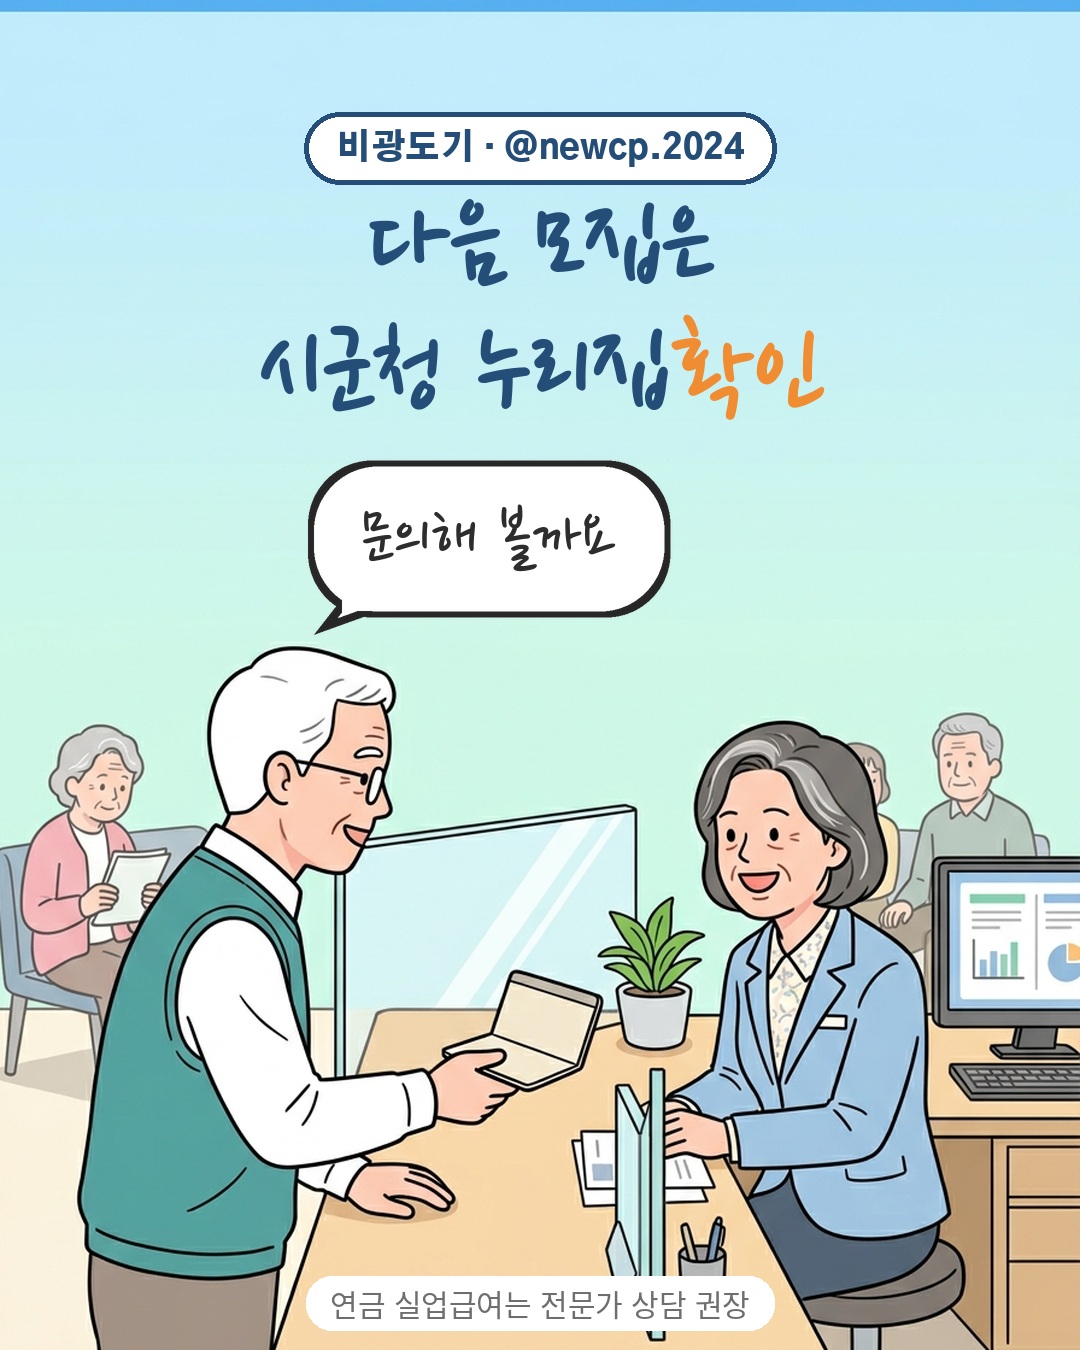 비광도기 · @newcp.2024
다음 모집은
시군청 누리집확인
문의해 볼까요
연금 실업급여는 전문가 상담 권장